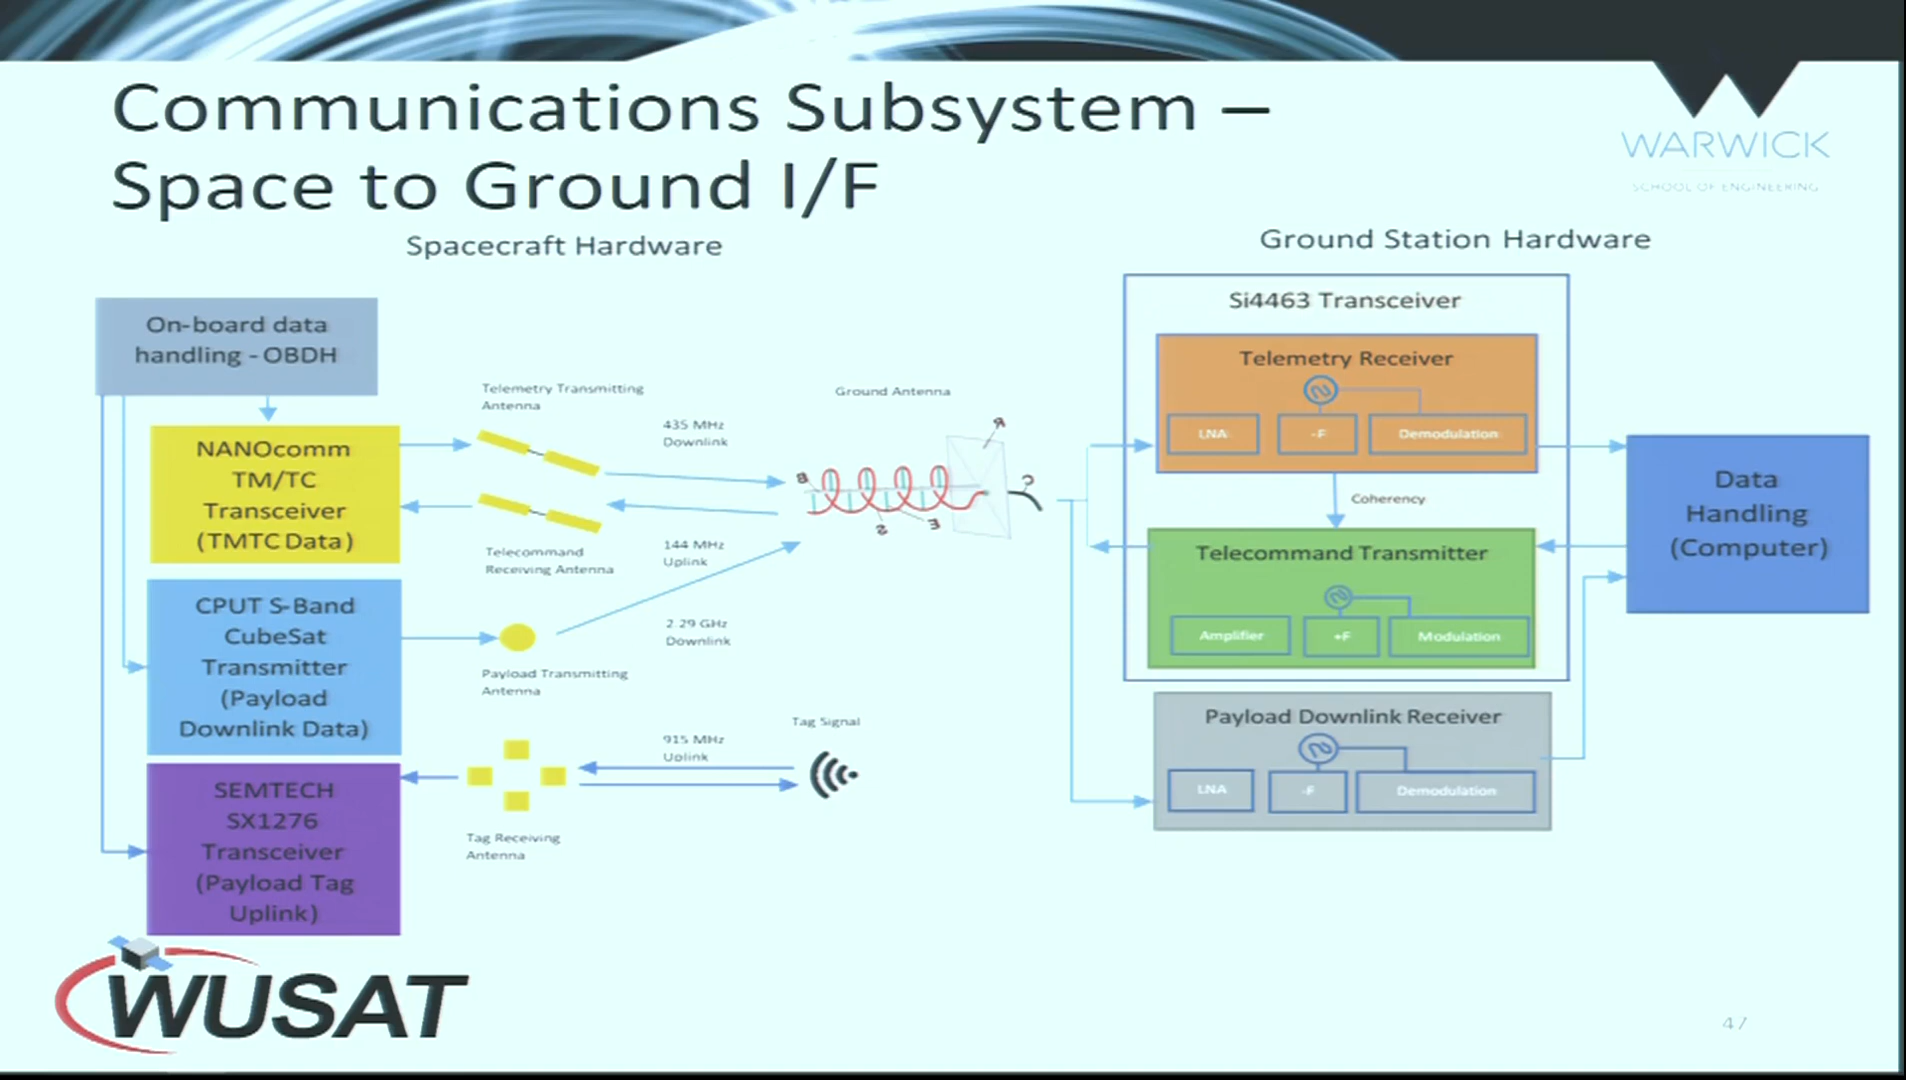 Communications Subsystem –
Space to Ground I/F
WARWICK
SCHOOL OF ENGINEERING
Spacecraft Hardware
Ground Station Hardware
On-board data
handling - OBDH
NANOcomm
TM/TC
Transceiver
(TMTC Data)
CPUT S-Band
CubeSat
Transmitter
(Payload
Downlink Data)
SEMTECH
SX1276
Transceiver
(Payload Tag
Uplink)
Telemetry Transmitting
Antenna
435 MHz
Downlink
Telecommand
Receiving Antenna
144 MHz
Uplink
2.29 GHz
Downlink
Payload Transmitting
Antenna
915 MHz
Uplink
Tag Signal
Tag Receiving
Antenna
Ground Antenna
R
B
C
S
E
Si4463 Transceiver
Telemetry Receiver
LNA
-F
Demodulation
Coherency
Telecommand Transmitter
Amplifier
+F
Modulation
Payload Downlink Receiver
LNA
-F
Demodulation
Data
Handling
(Computer)
WUSAT
47